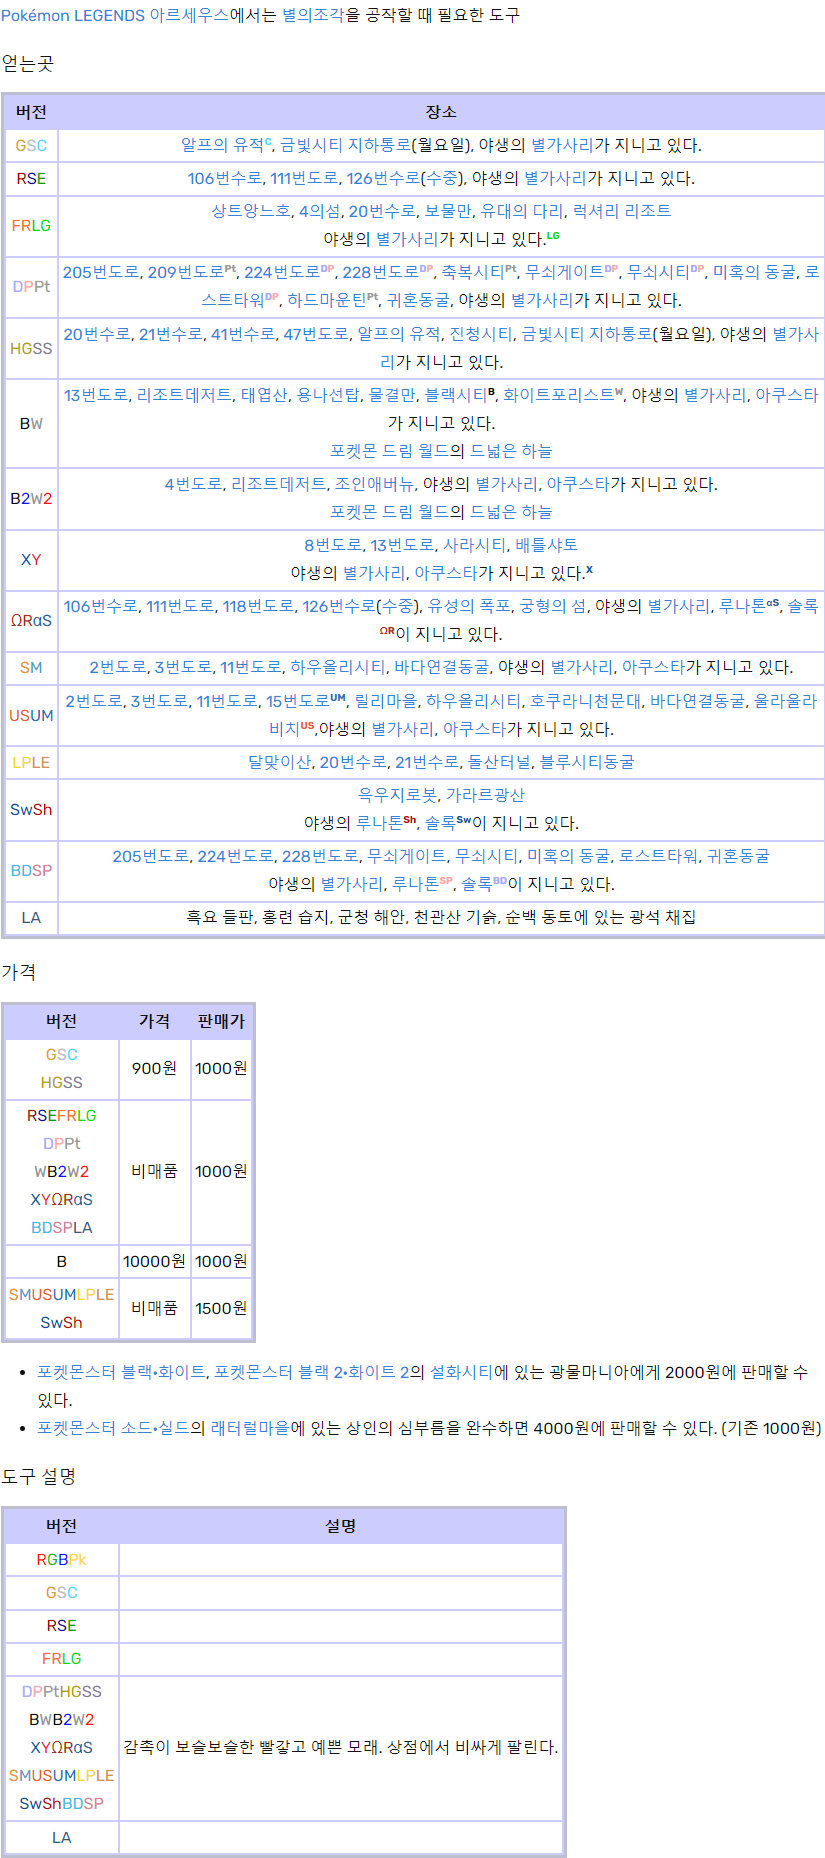 Pokémon LEGENDS 아르세우스에서는 별의조각을 공작할 때 필요한 도구
얻는곳
버전 장소
GSC 알프의 유적C, 금빛시티 지하통로(월요일), 야생의 별가사리가 지니고 있다.
RSE 106번수로, 111번도로, 126번수로(수중), 야생의 별가사리가 지니고 있다.
FRLG 상트앙느호, 4의섬, 20번수로, 보물만, 유대의 다리, 럭셔리 리조트
야생의 별가사리가 지니고 있다.LG
DPPt 205번도로, 209번도로Pt, 224번도로DP, 228번도로DP, 축복시티Pt, 무쇠게이트DP, 무쇠시티DP, 미혹의 동굴, 로
스트타워DP, 하드마운틴Pt, 귀혼동굴, 야생의 별가사리가 지니고 있다.
HGSS 20번수로, 21번수로, 41번수로, 47번도로, 알프의 유적, 진청시티, 금빛시티 지하통로(월요일), 야생의 별가사
리가 지니고 있다.
BW 13번도로, 리조트데저트, 태엽산, 용나선탑, 물결만, 블랙시티B, 화이트포리스트W, 야생의 별가사리, 아쿠스타
가 지니고 있다.
포켓몬 드림 월드의 드넓은 하늘
B2W2 4번도로, 리조트데저트, 조인애버뉴, 야생의 별가사리, 아쿠스타가 지니고 있다.
포켓몬 드림 월드의 드넓은 하늘
XY 8번도로, 13번도로, 사라시티, 배틀샤토
야생의 별가사리, 아쿠스타가 지니고 있다.X
ΩRαS 106번수로, 111번도로, 118번도로, 126번수로(수중), 유성의 폭포, 궁형의 섬, 야생의 별가사리, 루나톤αS, 솔록
ΩR이 지니고 있다.
SM 2번도로, 3번도로, 11번도로, 하우올리시티, 바다연결동굴, 야생의 별가사리, 아쿠스타가 지니고 있다.
USUM 2번도로, 3번도로, 11번도로, 15번도로UM, 릴리마을, 하우올리시티, 호쿠라니천문대, 바다연결동굴, 울라울라
비치US,야생의 별가사리, 아쿠스타가 지니고 있다.
LPLE 달맞이산, 20번수로, 21번수로, 돌산터널, 블루시티동굴
SwSh 윽우지로봇, 가라르광산
야생의 루나톤Sh, 솔록Sw이 지니고 있다.
BDSP 205번도로, 224번도로, 228번도로, 무쇠게이트, 무쇠시티, 미혹의 동굴, 로스트타워, 귀혼동굴
야생의 별가사리, 루나톤SP, 솔록BD이 지니고 있다.
LA 흑요 들판, 홍련 습지, 군청 해안, 천관산 기슭, 순백 동토에 있는 광석 채집
가격
버전 가격 판매가
GSC
HGSS 900원 1000원
RSEFRLG
DPPt
WB2W2 비매품 1000원
XYΩRαS
BDSPLA
B 10000원 1000원
SMUSUMLPLE
SwSh 비매품 1500원
• 포켓몬스터 블랙·화이트, 포켓몬스터 블랙 2·화이트 2의 설화시티에 있는 광물마니아에게 2000원에 판매할 수
있다.
• 포켓몬스터 소드·실드의 래터럴마을에 있는 상인의 심부름을 완수하면 4000원에 판매할 수 있다. (기존 1000원)
도구 설명
버전 설명
RGBPk
GSC
RSE
FRLG
DPPtHGSS
BWB2W2
XYΩRαS 감촉이 보슬보슬한 빨갛고 예쁜 모래. 상점에서 비싸게 팔린다.
SMUSUMLPLE
SwShBDSP
LA